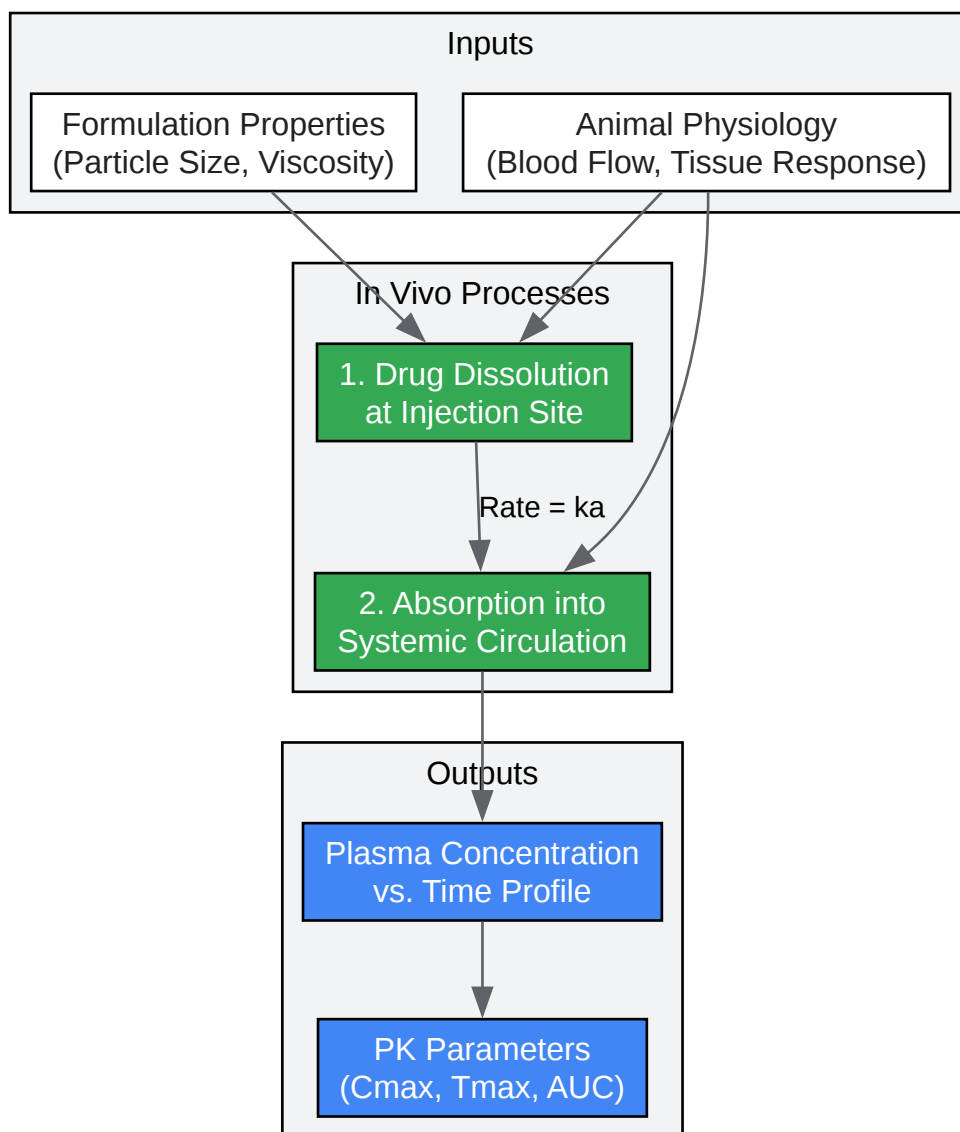 Inputs
Formulation Properties
(Particle Size, Viscosity)
Animal Physiology
(Blood Flow, Tissue Response)
In Vivo Processes
1. Drug Dissolution
at Injection Site
Rate = ka
2. Absorption into
Systemic Circulation
Outputs
Plasma Concentration
vs. Time Profile
PK Parameters
(Cmax, Tmax, AUC)